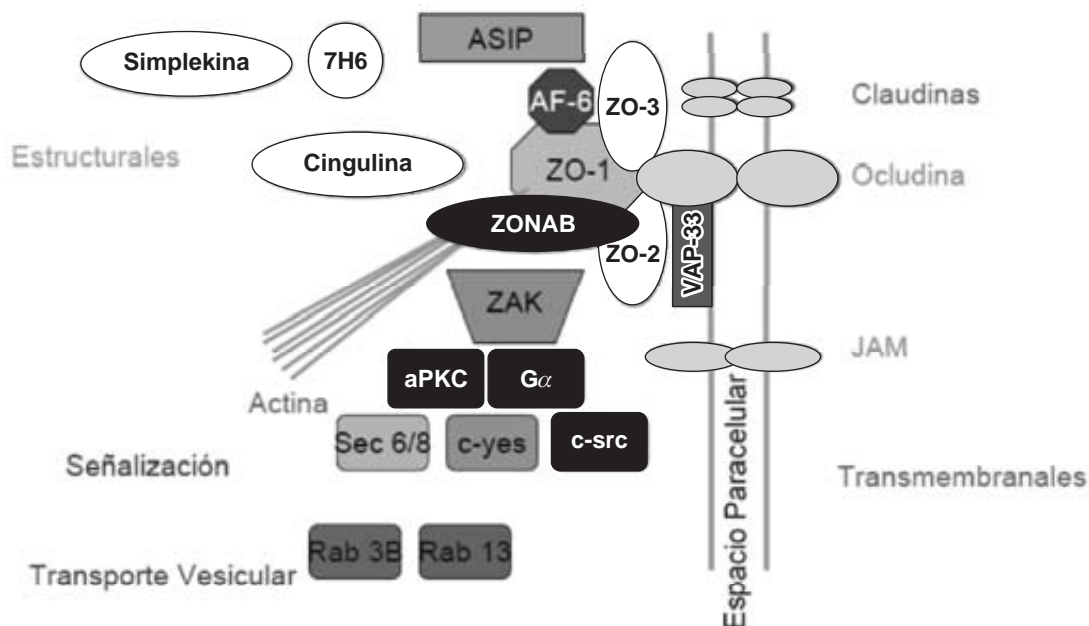 ASIP
Simplekina
7H6
AF-6
ZO-3
Claudinas
Estructurales
Cingulina
ZO-1
Ocludina
ZONAB
ZO-2
VAP-33
ZAK
JAM
aPKC
Gα
Actina
Sec 6/8
c-yes
c-src
Señalización
Transmembranales
Espacio Paracelular
Rab 3B
Rab 13
Transporte Vesicular